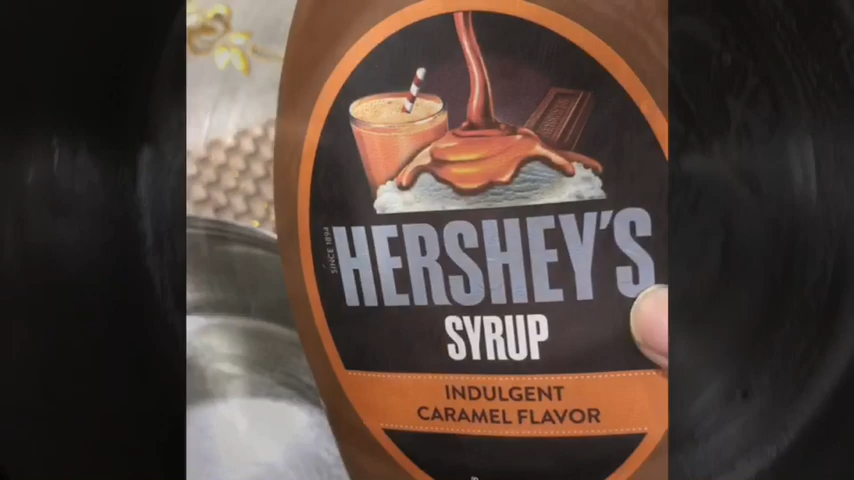 SINCE 1894
HERSHEY'S
SYRUP
INDULGENT
CARAMEL FLAVOR